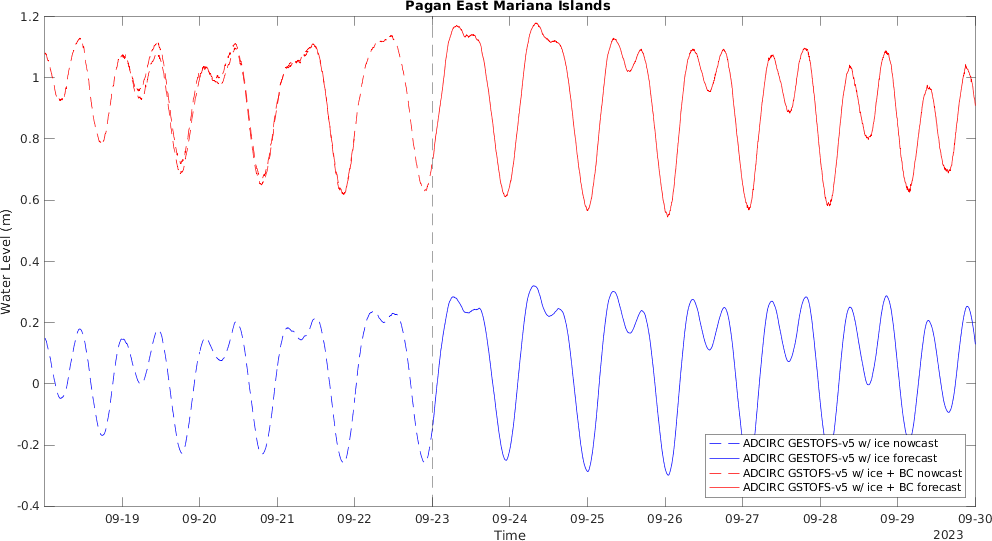 Pagan East Mariana Islands
Water Level (m)
1.2
1
0.8
0.6
0.4
0.2
0
-0.2
-0.4
ADCIRC GESTOFS-v5 w/ ice nowcast
ADCIRC GESTOFS-v5 w/ ice forecast
ADCIRC GSTOFS-v5 w/ ice + BC nowcast
ADCIRC GSTOFS-v5 w/ ice + BC forecast
09-19 09-20 09-21 09-22 09-23 09-24 09-25 09-26 09-27 09-28 09-29 09-30
Time
2023